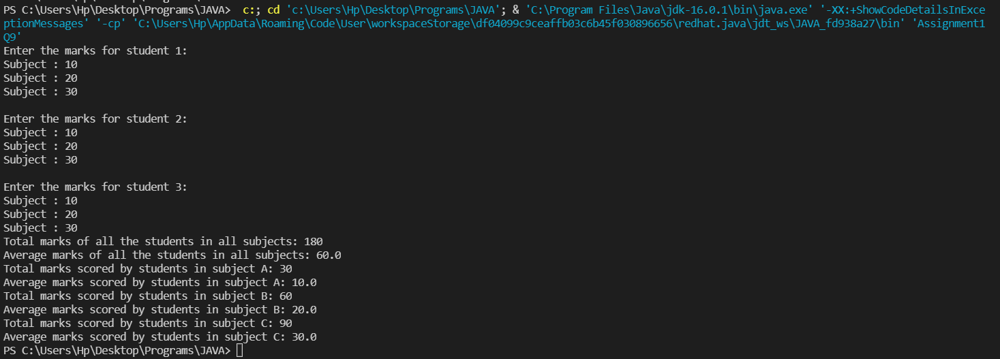 PS C:\Users\Hp\Desktop\Programs\JAVA>  c:; cd 'c:\Users\Hp\Desktop\Programs\JAVA'; & 'C:\Program Files\Java\jdk-16.0.1\bin\java.exe' '-XX:+ShowCodeDetailsInExce
ptionMessages' '-cp' 'C:\Users\Hp\AppData\Roaming\Code\User\workspaceStorage\df04099c9ceaffb03c6b45f030896656\redhat.java\jdt_ws\JAVA_fd938a27\bin' 'Assignment1
Q9'
Enter the marks for student 1:
Subject : 10
Subject : 20
Subject : 30

Enter the marks for student 2:
Subject : 10
Subject : 20
Subject : 30

Enter the marks for student 3:
Subject : 10
Subject : 20
Subject : 30
Total marks of all the students in all subjects: 180
Average marks of all the students in all subjects: 60.0
Total marks scored by students in subject A: 30
Average marks scored by students in subject A: 10.0
Total marks scored by students in subject B: 60
Average marks scored by students in subject B: 20.0
Total marks scored by students in subject C: 90
Average marks scored by students in subject C: 30.0
PS C:\Users\Hp\Desktop\Programs\JAVA>